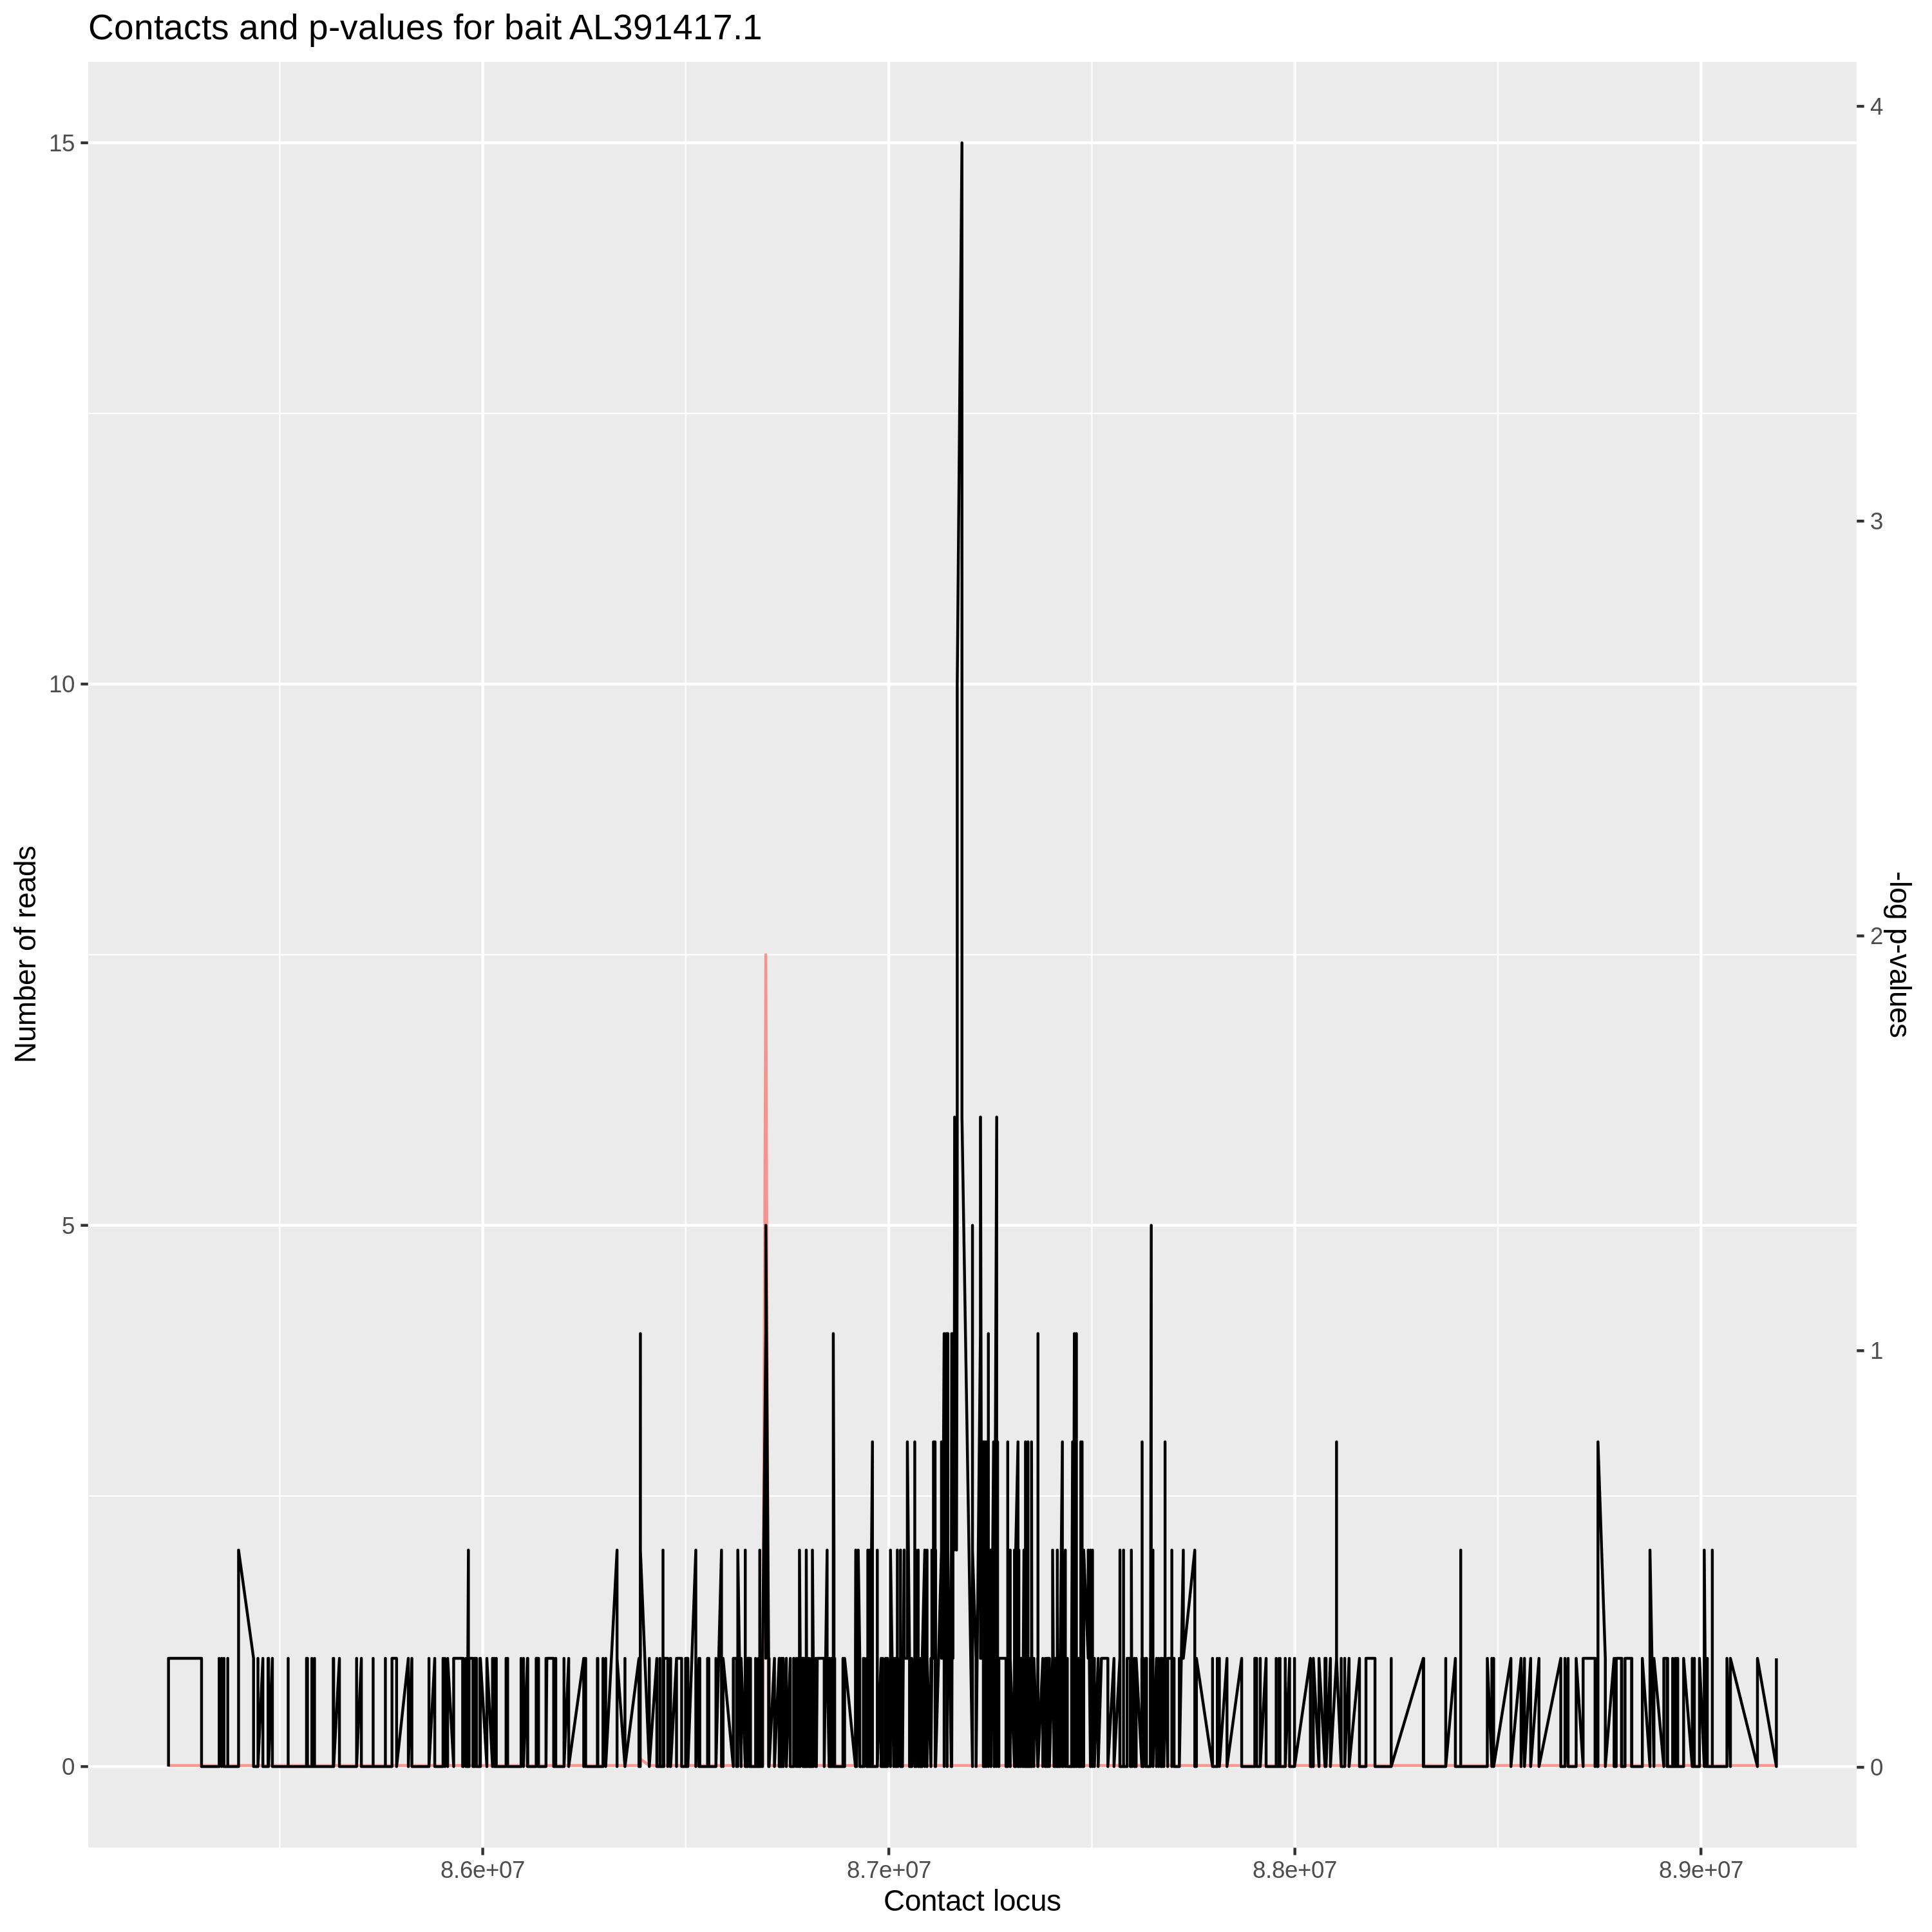 Contacts and p-values for bait AL391417.1
15
10
5
0
Number of reads
4
3
2
1
0
-log p-values
8.6e+07
8.7e+07
8.8e+07
8.9e+07
Contact locus